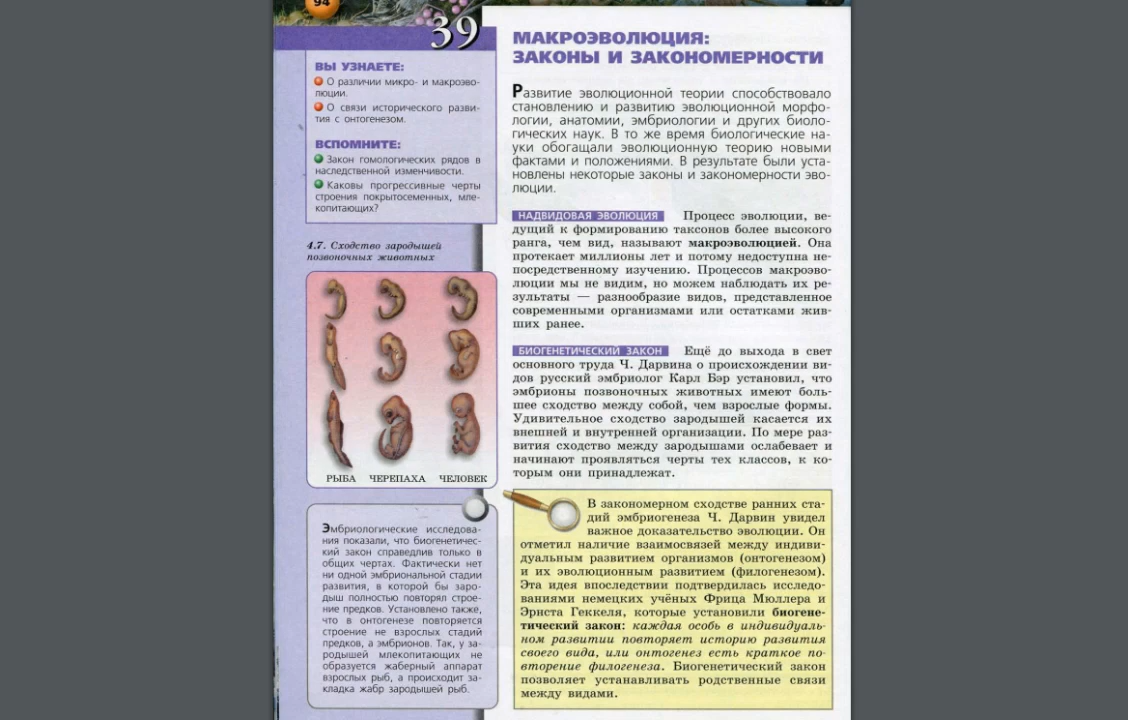 94
39
МАКРОЭВОЛЮЦИЯ:
ЗАКОНЫ И ЗАКОНОМЕРНОСТИ
ВЫ УЗНАЕТЕ:
О различии микро- и макроэво-
люции.
О связи исторического разви-
тия с онтогенезом.
ВСПОМНИТЕ:
Закон гомологических рядов в
наследственной изменчивости.
Каковы прогрессивные черты
строения покрытосеменных, мле-
копитающих?
4.7. Сходство зародышей
позвоночных животных
РЫБА ЧЕРЕПАХА ЧЕЛОВЕК
Эмбриологические исследова-
ния показали, что биогенетичес-
кий закон справедлив только в
общих чертах. Фактически нет
ни одной эмбриональной стадии
развития, в которой бы заро-
дыш полностью повторял строе-
ние предков. Установлено также,
что в онтогенезе повторяется
строение не взрослых стадий
предков, а эмбрионов. Так, у за-
родышей млекопитающих не
образуется жаберный аппарат
взрослых рыб, а происходит за-
кладка жабр зародышей рыб.
Развитие эволюционной теории способствовало
становлению и развитию эволюционной морфо-
логии, анатомии, эмбриологии и других биоло-
гических наук. В то же время биологические на-
уки обогащали эволюционную теорию новыми
фактами и положениями. В результате были уста-
новлены некоторые законы и закономерности эво-
люции.
НАДВИДОВАЯ ЭВОЛЮЦИЯ Процесс эволюции, ве-
дущий к формированию таксонов более высокого
ранга, чем вид, называют макроэволюцией. Она
протекает миллионы лет и потому недоступна не-
посредственному изучению. Процессов макроэво-
люции мы не видим, но можем наблюдать их ре-
зультаты — разнообразие видов, представленное
современными организмами или остатками жив-
ших ранее.
БИОГЕНЕТИЧЕСКИЙ ЗАКОН Ещё до выхода в свет
основного труда Ч. Дарвина о происхождении ви-
дов русский эмбриолог Карл Бэр установил, что
эмбрионы позвоночных животных имеют боль-
шее сходство между собой, чем взрослые формы.
Удивительное сходство зародышей касается их
внешней и внутренней организации. По мере раз-
вития сходство между зародышами ослабевает и
начинают проявляться черты тех классов, к ко-
торым они принадлежат.
В закономерном сходстве ранних ста-
дий эмбриогенеза Ч. Дарвин увидел
важное доказательство эволюции. Он
отметил наличие взаимосвязей между индиви-
дуальным развитием организмов (онтогенезом)
и их эволюционным развитием (филогенезом).
Эта идея впоследствии подтвердилась исследо-
ваниями немецких учёных Фрица Мюллера и
Эрнста Геккеля, которые установили биогене-
тический закон: каждая особь в индивидуаль-
ном развитии повторяет историю развития
своего вида, или онтогенез есть краткое по-
вторение филогенеза. Биогенетический закон
позволяет устанавливать родственные связи
между видами.